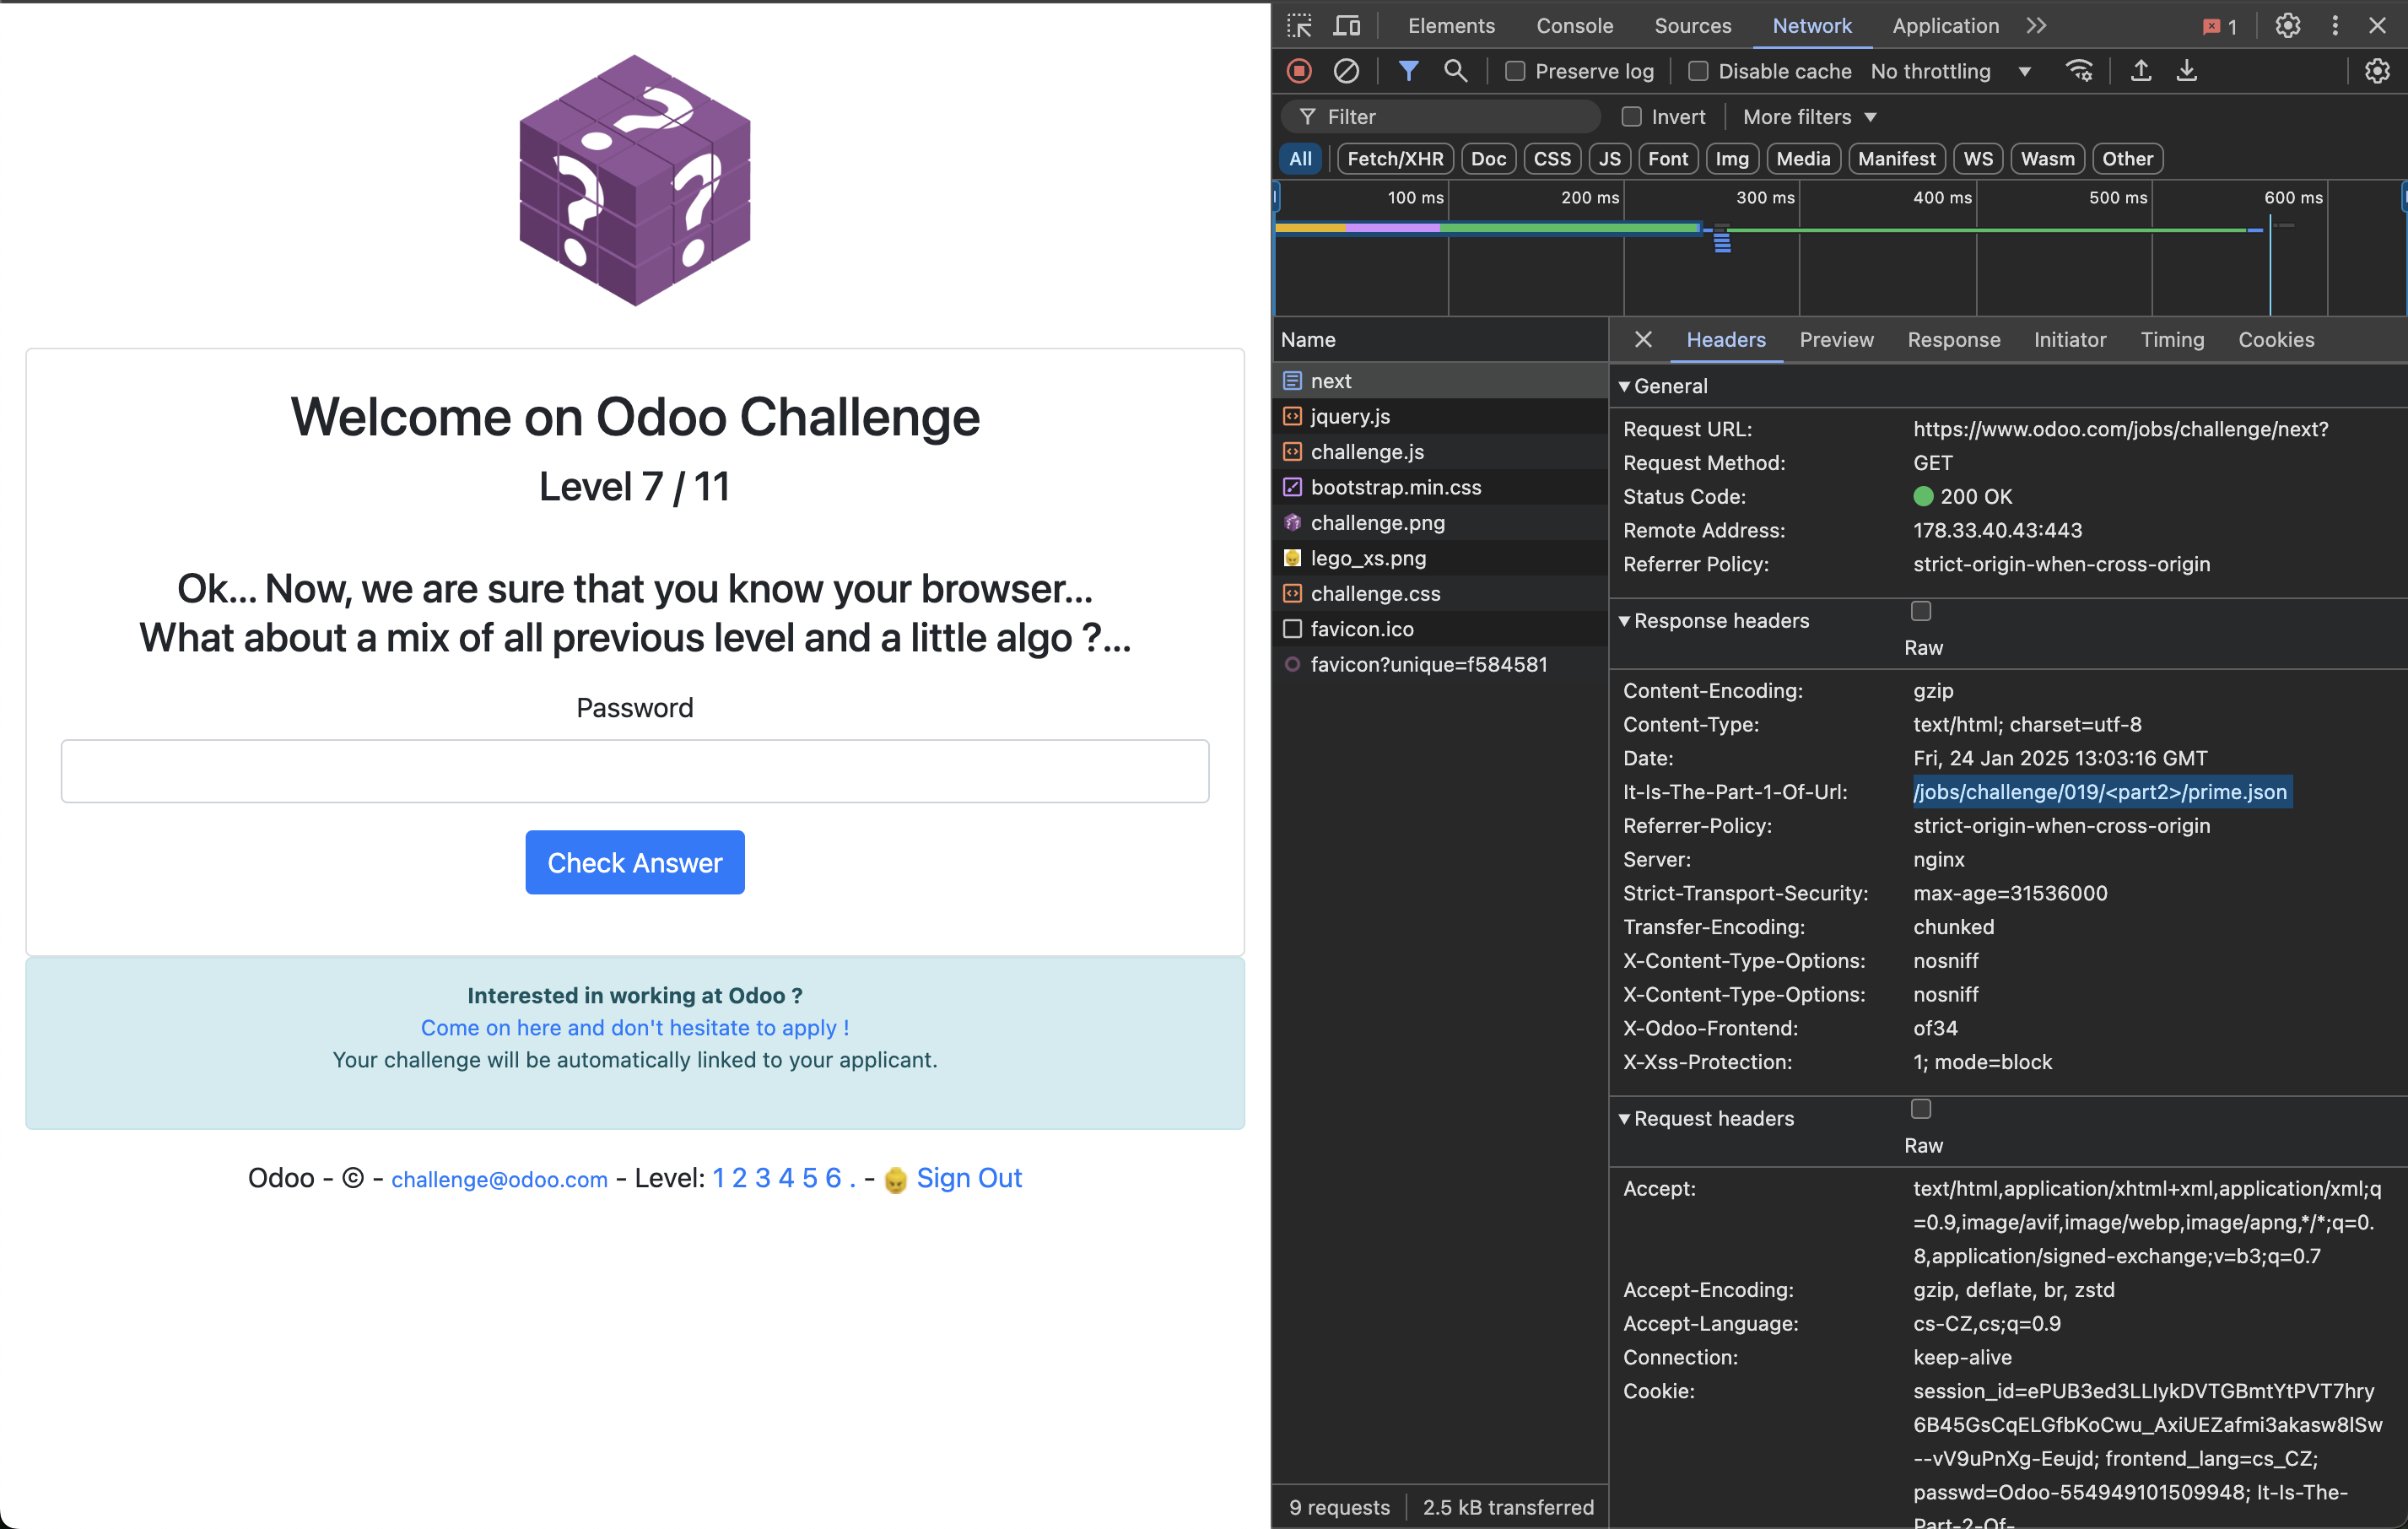 Welcome on Odoo Challenge
Level 7 / 11
Ok... Now, we are sure that you know your browser...
What about a mix of all previous level and a little algo ?...
Password
Check Answer
Interested in working at Odoo ?
Come on here and don't hesitate to apply !
Your challenge will be automatically linked to your applicant.
Odoo - © - challenge@odoo.com - Level: 1 2 3 4 5 6 . - Sign Out
Elements Console Sources Network Application 1
Preserve log Disable cache No throttling
Filter Invert More filters
All Fetch/XHR Doc CSS JS Font Img Media Manifest WS Wasm Other
100 ms 200 ms 300 ms 400 ms 500 ms 600 ms
Name
next
jquery.js
challenge.js
bootstrap.min.css
challenge.png
lego_xs.png
challenge.css
favicon.ico
favicon?unique=f584581
9 requests 2.5 kB transferred
Headers Preview Response Initiator Timing Cookies
General
Request URL: https://www.odoo.com/jobs/challenge/next?
Request Method: GET
Status Code: 200 OK
Remote Address: 178.33.40.43:443
Referrer Policy: strict-origin-when-cross-origin
Response headers
Raw
Content-Encoding: gzip
Content-Type: text/html; charset=utf-8
Date: Fri, 24 Jan 2025 13:03:16 GMT
It-Is-The-Part-1-Of-Url: /jobs/challenge/019/<part2>/prime.json
Referrer-Policy: strict-origin-when-cross-origin
Server: nginx
Strict-Transport-Security: max-age=31536000
Transfer-Encoding: chunked
X-Content-Type-Options: nosniff
X-Content-Type-Options: nosniff
X-Odoo-Frontend: of34
X-Xss-Protection: 1; mode=block
Request headers
Raw
Accept: text/html,application/xhtml+xml,application/xml;q
=0.9,image/avif,image/webp,image/apng,*/*;q=0.
8,application/signed-exchange;v=b3;q=0.7
Accept-Encoding: gzip, deflate, br, zstd
Accept-Language: cs-CZ,cs;q=0.9
Connection: keep-alive
Cookie: session_id=ePUB3ed3LLIykDVTGBmtYtPVT7hry
6B45GsCqELGfbKoCwu_AxiUEZafmi3akasw8lSw
--vV9uPnXg-Eeujd; frontend_lang=cs_CZ;
passwd=Odoo-554949101509948; It-Is-The-
Part-2-Of-